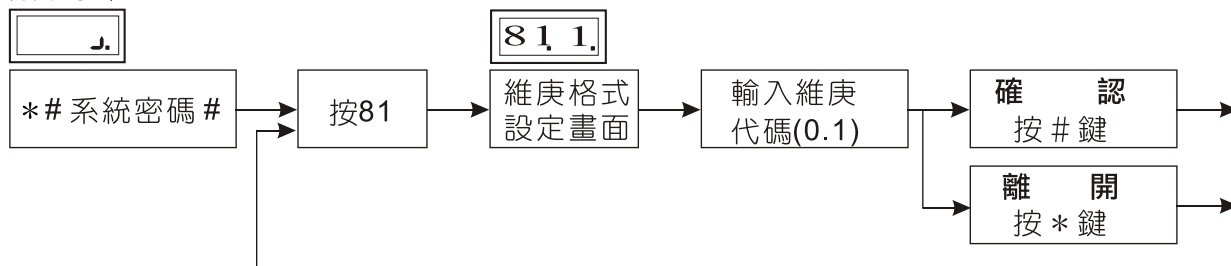 81. 1.
*#系統密碼#
按81
維庚格式
設定畫面
輸入維庚
代碼(0.1)
確 認
按#鍵
離 開
按*鍵